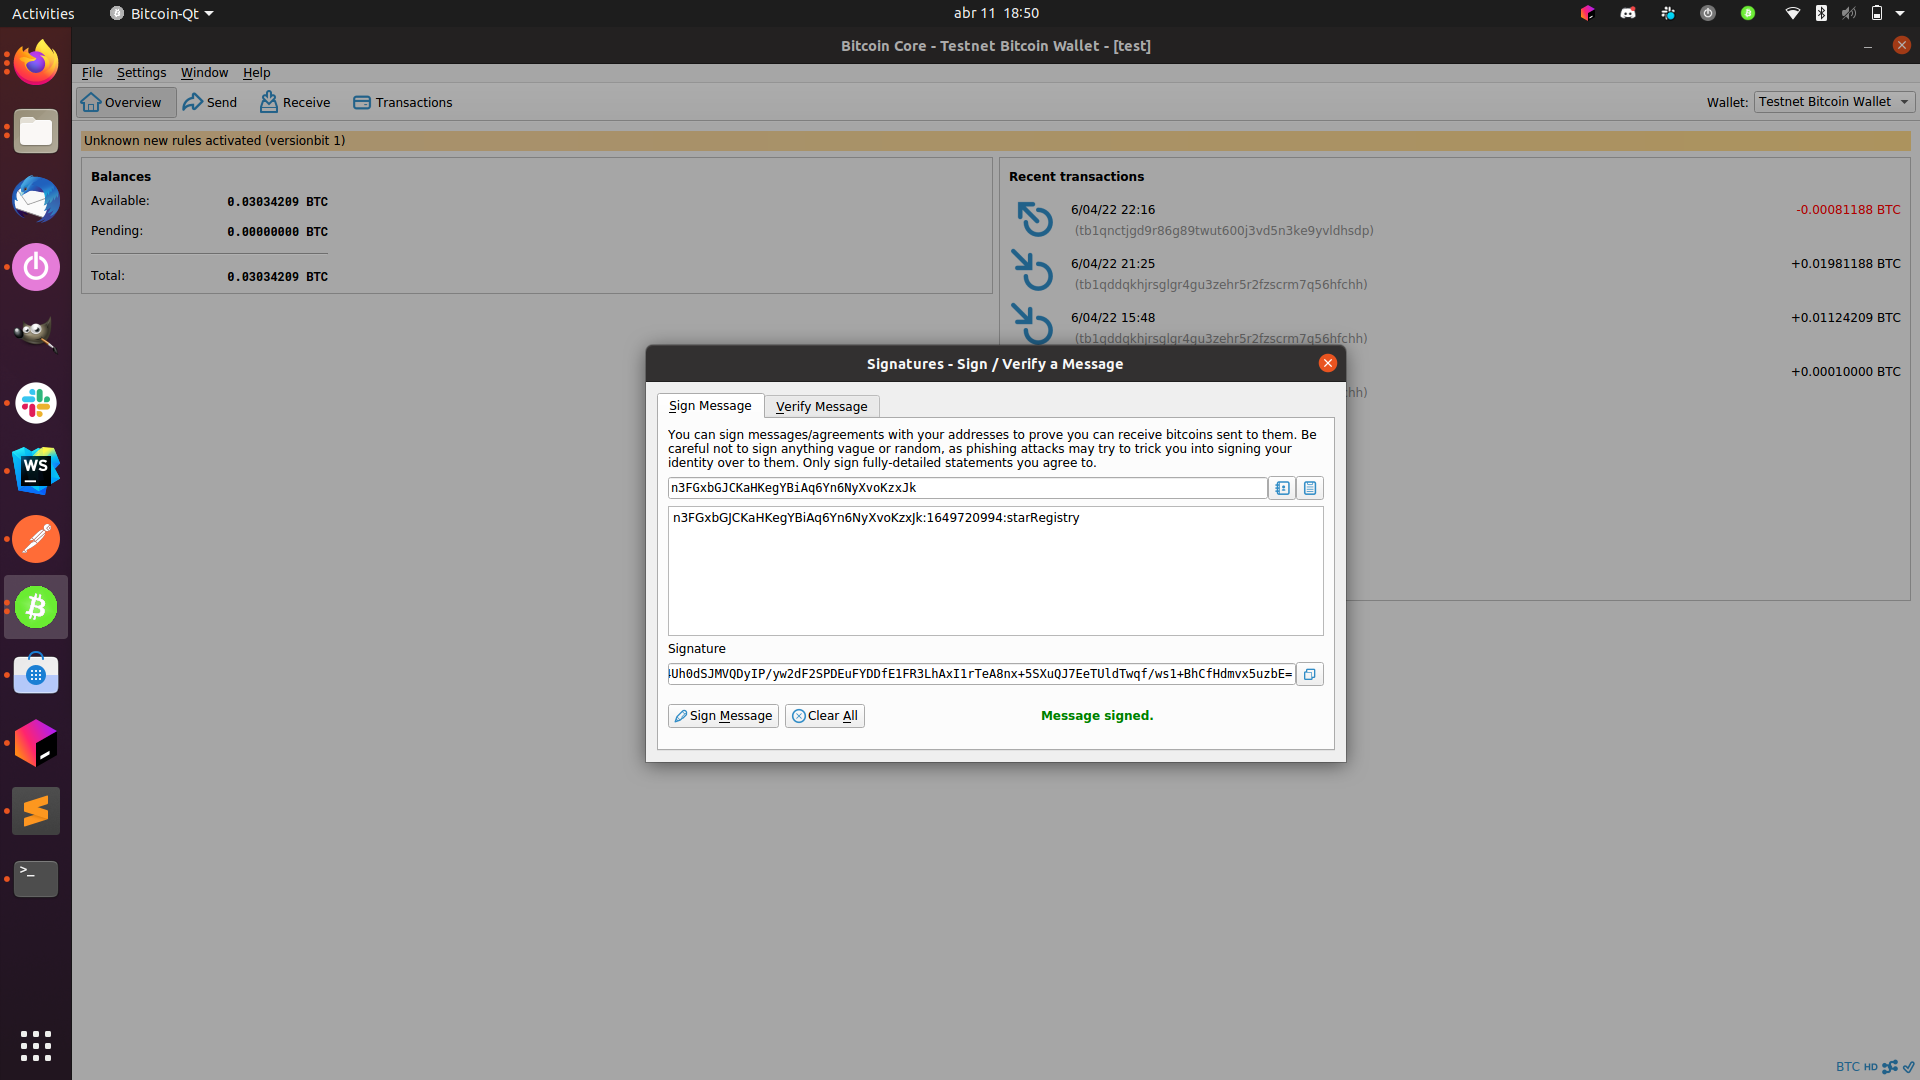 Activities
Bitcoin-Qt
abr 11 18:50
Bitcoin Core - Testnet Bitcoin Wallet - [test]
File Settings Window Help
Overview Send Receive Transactions
Wallet: Testnet Bitcoin Wallet
Unknown new rules activated (versionbit 1)
Balances
Available: 0.03034209 BTC
Pending: 0.00000000 BTC
Total: 0.03034209 BTC
Recent transactions
6/04/22 22:16 -0.00081188 BTC
(tb1qnctjgd9r86g89twut600j3vd5n3ke9yvldhsdp)
6/04/22 21:25 +0.01981188 BTC
(tb1qddqkhjrsglgr4gu3zehr5r2fzscrm7q56hfchh)
6/04/22 15:48 +0.01124209 BTC
(tb1qddqkhjrsglgr4gu3zehr5r2fzscrm7q56hfchh)
+0.00010000 BTC
hh)
Signatures - Sign / Verify a Message
Sign Message Verify Message
You can sign messages/agreements with your addresses to prove you can receive bitcoins sent to them. Be
careful not to sign anything vague or random, as phishing attacks may try to trick you into signing your
identity over to them. Only sign fully-detailed statements you agree to.
n3FGxbGJCKaHKegYBiAq6Yn6NyXvoKzxJk
n3FGxbGJCKaHKegYBiAq6Yn6NyXvoKzxJk:1649720994:starRegistry
Signature
Uh0dSJMVQDyIP/yw2dF2SPDEuFYDDfE1FR3LhAxI1rTeA8nx+5SXuQJ7EeTUldTwqf/ws1+BhCfHdmvx5uzbE=
Sign Message Clear All Message signed.
WS
>_
BTC HD